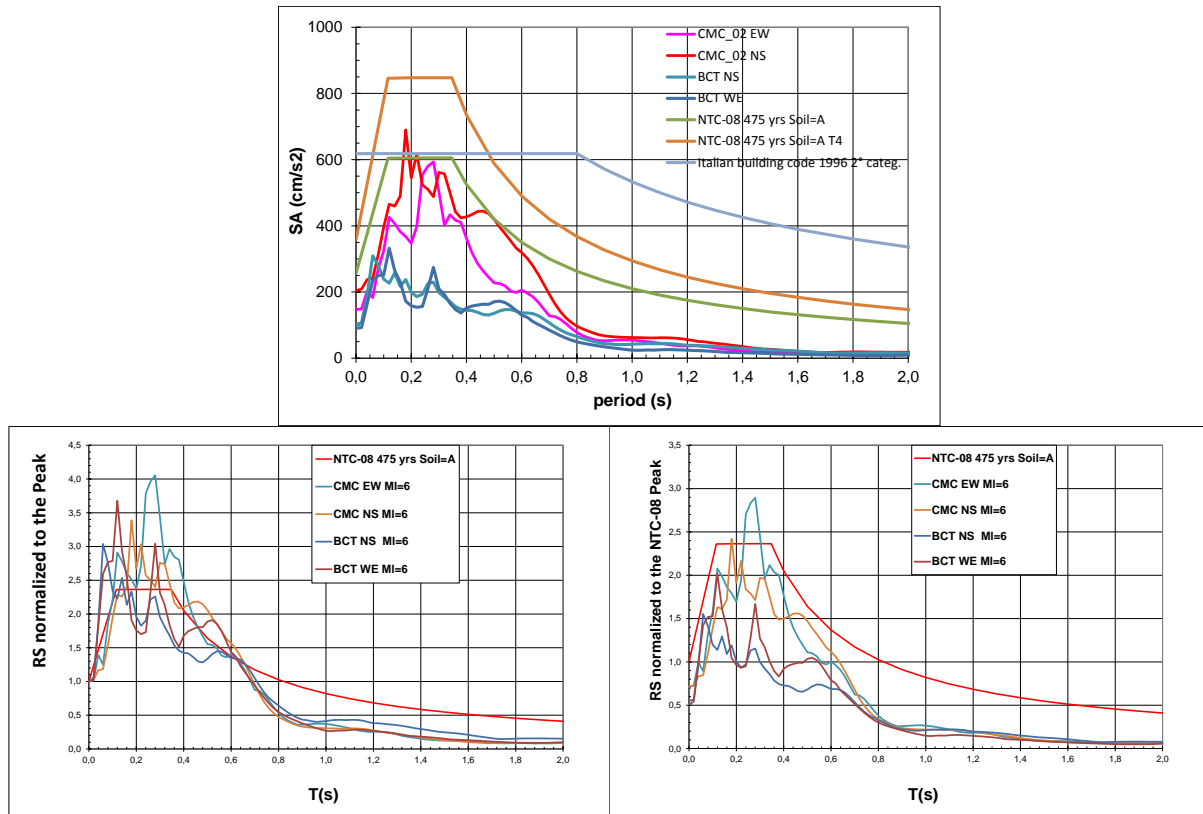 1000
800
600
400
200
0
SA (cm/s2)
0,0 0,2 0,4 0,6 0,8 1,0 1,2 1,4 1,6 1,8 2,0
period (s)
CMC_02 EW
CMC_02 NS
BCT NS
BCT WE
NTC-08 475 yrs Soil=A
NTC-08 475 yrs Soil=A T4
Italian building code 1996 2° categ.
4,5
4,0
3,5
3,0
2,5
2,0
1,5
1,0
0,5
0,0
RS normalized to the Peak
0,0 0,2 0,4 0,6 0,8 1,0 1,2 1,4 1,6 1,8 2,0
T(s)
NTC-08 475 yrs Soil=A
CMC EW MI=6
CMC NS MI=6
BCT NS MI=6
BCT WE MI=6
3,5
3,0
2,5
2,0
1,5
1,0
0,5
0,0
RS normalized to the NTC-08 Peak
0,0 0,2 0,4 0,6 0,8 1,0 1,2 1,4 1,6 1,8 2,0
T(s)
NTC-08 475 yrs Soil=A
CMC EW MI=6
CMC NS MI=6
BCT NS MI=6
BCT WE MI=6